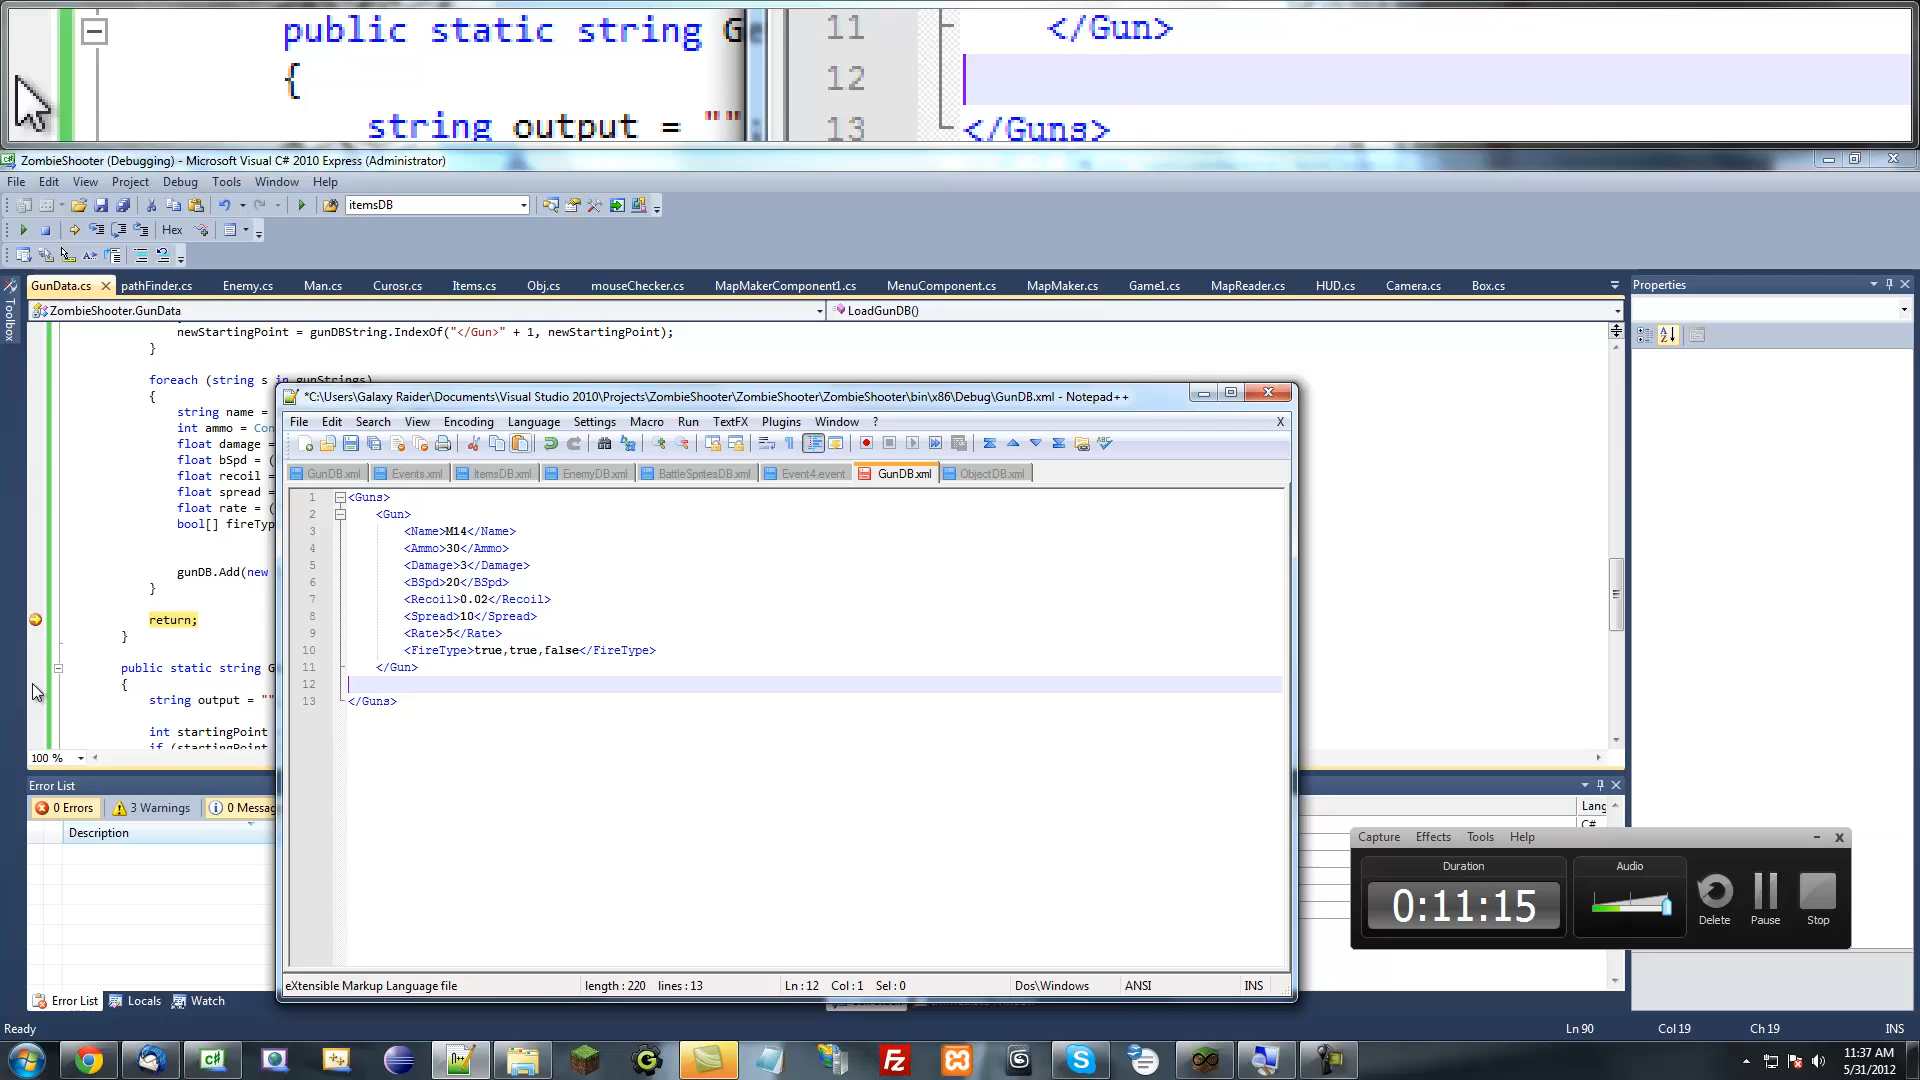 public static string Ge
{
string output = ""
11 </Gun>
12
13 </Guns>
ZombieShooter (Debugging) - Microsoft Visual C# 2010 Express (Administrator)
File Edit View Project Debug Tools Window Help
itemsDB
Hex
GunData.cs pathFinder.cs Enemy.cs Man.cs Curosr.cs Items.cs Obj.cs mouseChecker.cs MapMakerComponent1.cs MenuComponent.cs MapMaker.cs Game1.cs MapReader.cs HUD.cs Camera.cs Box.cs
Properties
Toolbox
ZombieShooter.GunData LoadGunDB()
newStartingPoint = gunDBString.IndexOf("</Gun>" + 1, newStartingPoint);
}
foreach (string s in gunStrings)
{
string name =
int ammo = Con
float damage =
float bSpd = (
float recoil =
float spread =
float rate = (
bool[] fireTyp
gunDB.Add(new
}
return;
}
public static string G
{
string output = ""
int startingPoint
if (startingPoint
100 %
*C:\Users\Galaxy Raider\Documents\Visual Studio 2010\Projects\ZombieShooter\ZombieShooter\ZombieShooter\bin\x86\Debug\GunDB.xml - Notepad++
File Edit Search View Encoding Language Settings Macro Run TextFX Plugins Window ? X
GunDB.xml Events.xml ItemsDB.xml EnemyDB.xml BattleSpritesDB.xml Event4.event GunDB.xml ObjectDB.xml
1 <Guns>
2 <Gun>
3 <Name>M14</Name>
4 <Ammo>30</Ammo>
5 <Damage>3</Damage>
6 <BSpd>20</BSpd>
7 <Recoil>0.02</Recoil>
8 <Spread>10</Spread>
9 <Rate>5</Rate>
10 <FireType>true,true,false</FireType>
11 </Gun>
12
13 </Guns>
eXtensible Markup Language file length : 220 lines : 13 Ln : 12 Col : 1 Sel : 0 Dos\Windows ANSI INS
Error List
0 Errors 3 Warnings 0 Messag
Description
Lang
C#
Error List Locals Watch
Capture Effects Tools Help
Duration Audio
0:11:15
Delete Pause Stop
Ready Ln 90 Col 19 Ch 19 INS
11:37 AM
5/31/2012